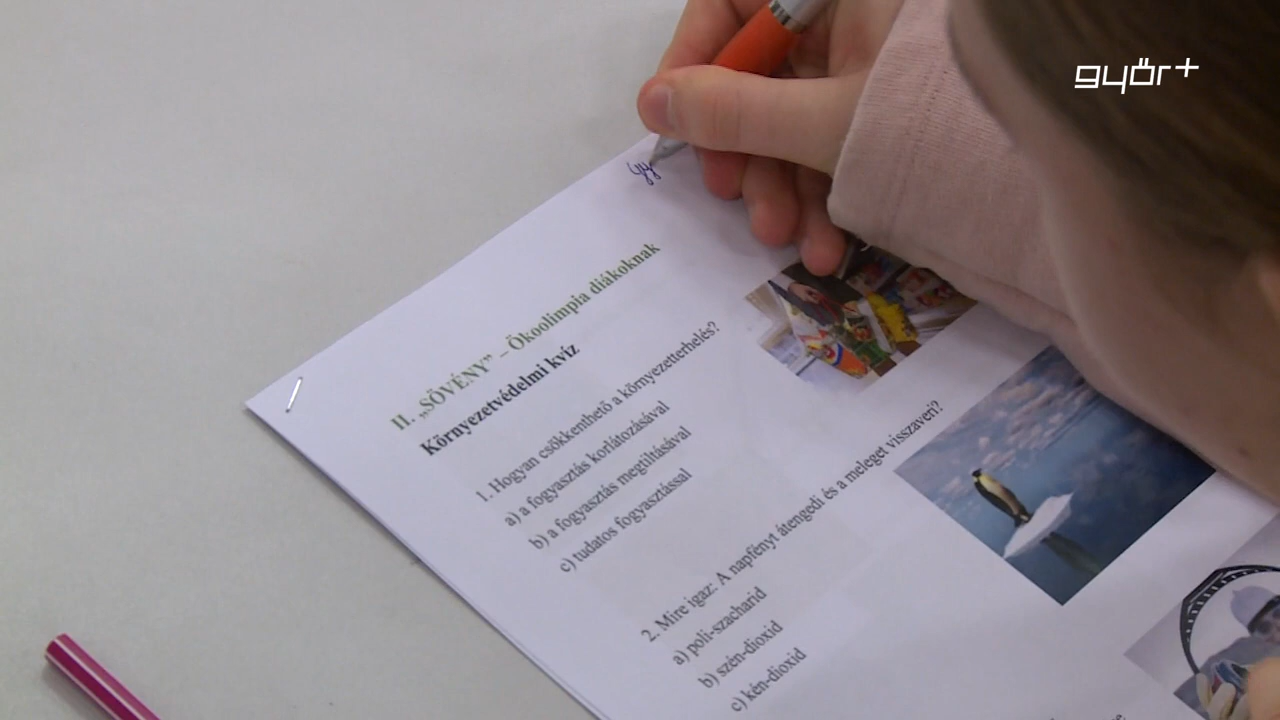 győr+
II. „SÖVÉNY” – Ökoolimpia diákoknak
Környezetvédelmi kvíz
1. Hogyan csökkenthető a környezetterhelés?
a) a fogyasztás korlátozásával
b) a fogyasztás megtiltásával
c) tudatos fogyasztással
2. Mire igaz: A napfényt átengedi és a meleget visszaveri?
a) poli-szacharid
b) szén-dioxid
c) kén-dioxid